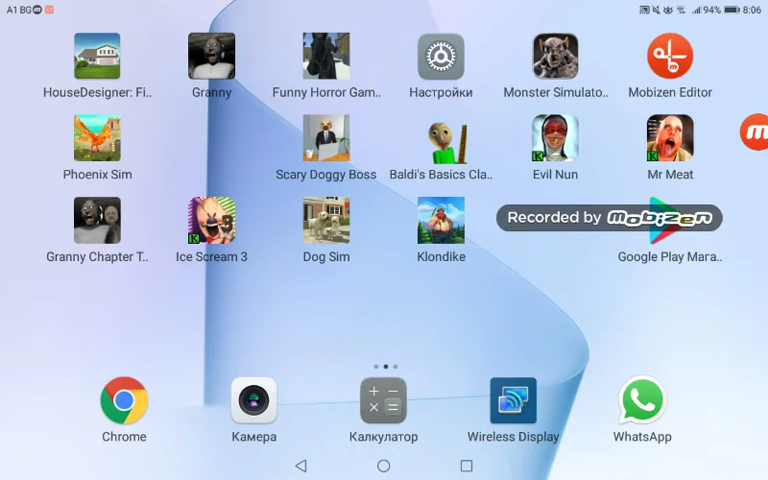 A1 BG 94% 8:06
HouseDesigner: Fi.. Granny Funny Horror Gam.. Настройки Monster Simulato.. Mobizen Editor
Phoenix Sim Scary Doggy Boss Baldi's Basics Cla.. Evil Nun Mr Meat
Recorded by Mobizen
Granny Chapter T.. Ice Scream 3 Dog Sim Klondike Google Play Мага..
Chrome Камера Калкулатор Wireless Display WhatsApp